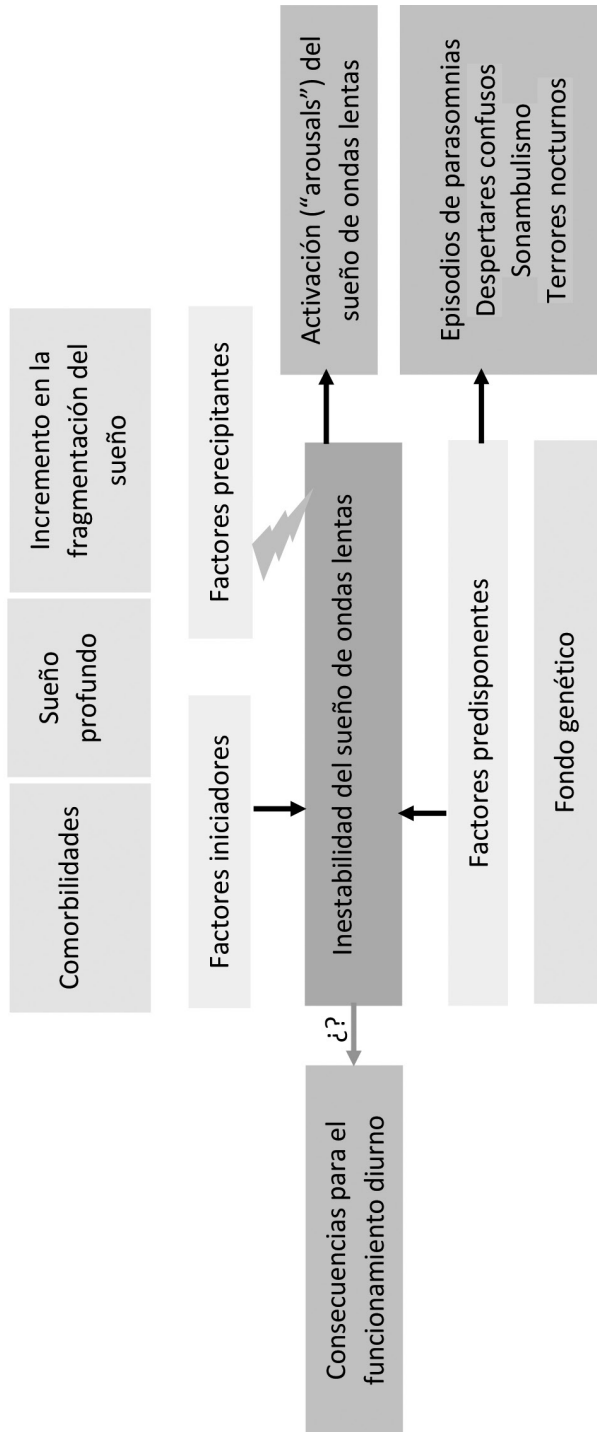 Comorbilidades
Sueño
profundo
Incremento en la
fragmentación del
sueño
Factores iniciadores
Factores precipitantes
¿?
Consecuencias para el
funcionamiento diurno
Inestabilidad del sueño de ondas lentas
Activación (“arousals”) del
sueño de ondas lentas
Factores predisponentes
Episodios de parasomnias
Despertares confusos
Sonambulismo
Terrores nocturnos
Fondo genético